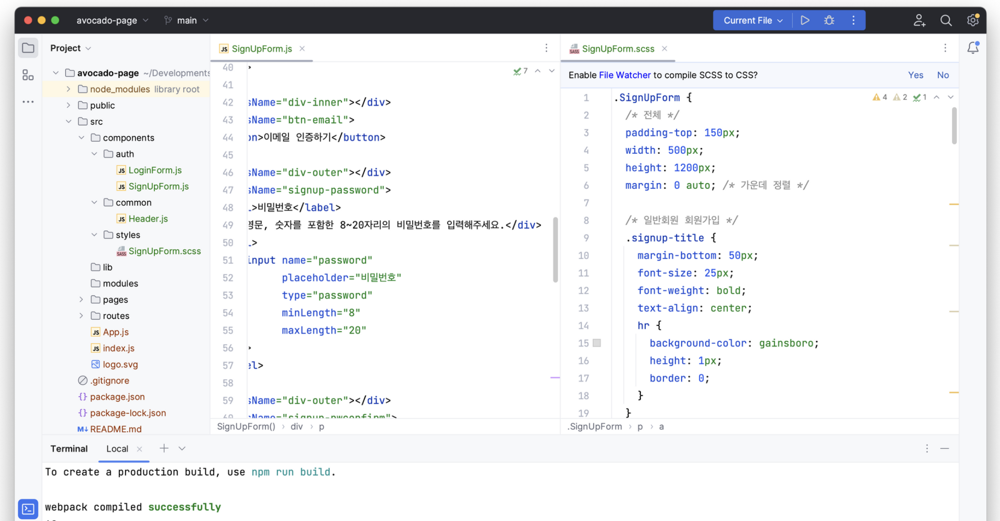 avocado-page
main
Current File
Project
avocado-page ~/Developments
node_modules library root
public
src
components
auth
JS LoginForm.js
JS SignUpForm.js
common
JS Header.js
styles
SASS SignUpForm.scss
lib
modules
pages
routes
JS App.js
JS index.js
logo.svg
.gitignore
{} package.json
{} package-lock.json
M↓ README.md
JS SignUpForm.js
7
40 >
41
42 sName="div-inner"></div>
43 sName="btn-email">
44 on>이메일 인증하기</button>
45
46 sName="div-outer"></div>
47 sName="signup-password">
48 >비밀번호</label>
49 영문, 숫자를 포함한 8~20자리의 비밀번호를 입력해주세요.</div>
50 >
51 input name="password"
52 placeholder="비밀번호"
53 type="password"
54 minLength="8"
55 maxLength="20"
56 >
57 el>
58
59 sName="div-outer"></div>
60 sName="signup-pwconfirm">
SignUpForm() › div › p
SASS SignUpForm.scss
Enable File Watcher to compile SCSS to CSS? Yes No
4 2 1
1 .SignUpForm {
2 /* 전체 */
3 padding-top: 150px;
4 width: 500px;
5 height: 1200px;
6 margin: 0 auto; /* 가운데 정렬 */
7
8 /* 일반회원 회원가입 */
9 .signup-title {
10 margin-bottom: 50px;
11 font-size: 25px;
12 font-weight: bold;
13 text-align: center;
14 hr {
15 background-color: gainsboro;
16 height: 1px;
17 border: 0;
18 }
19 }
.SignUpForm › p › a
Terminal Local
To create a production build, use npm run build.
webpack compiled successfully